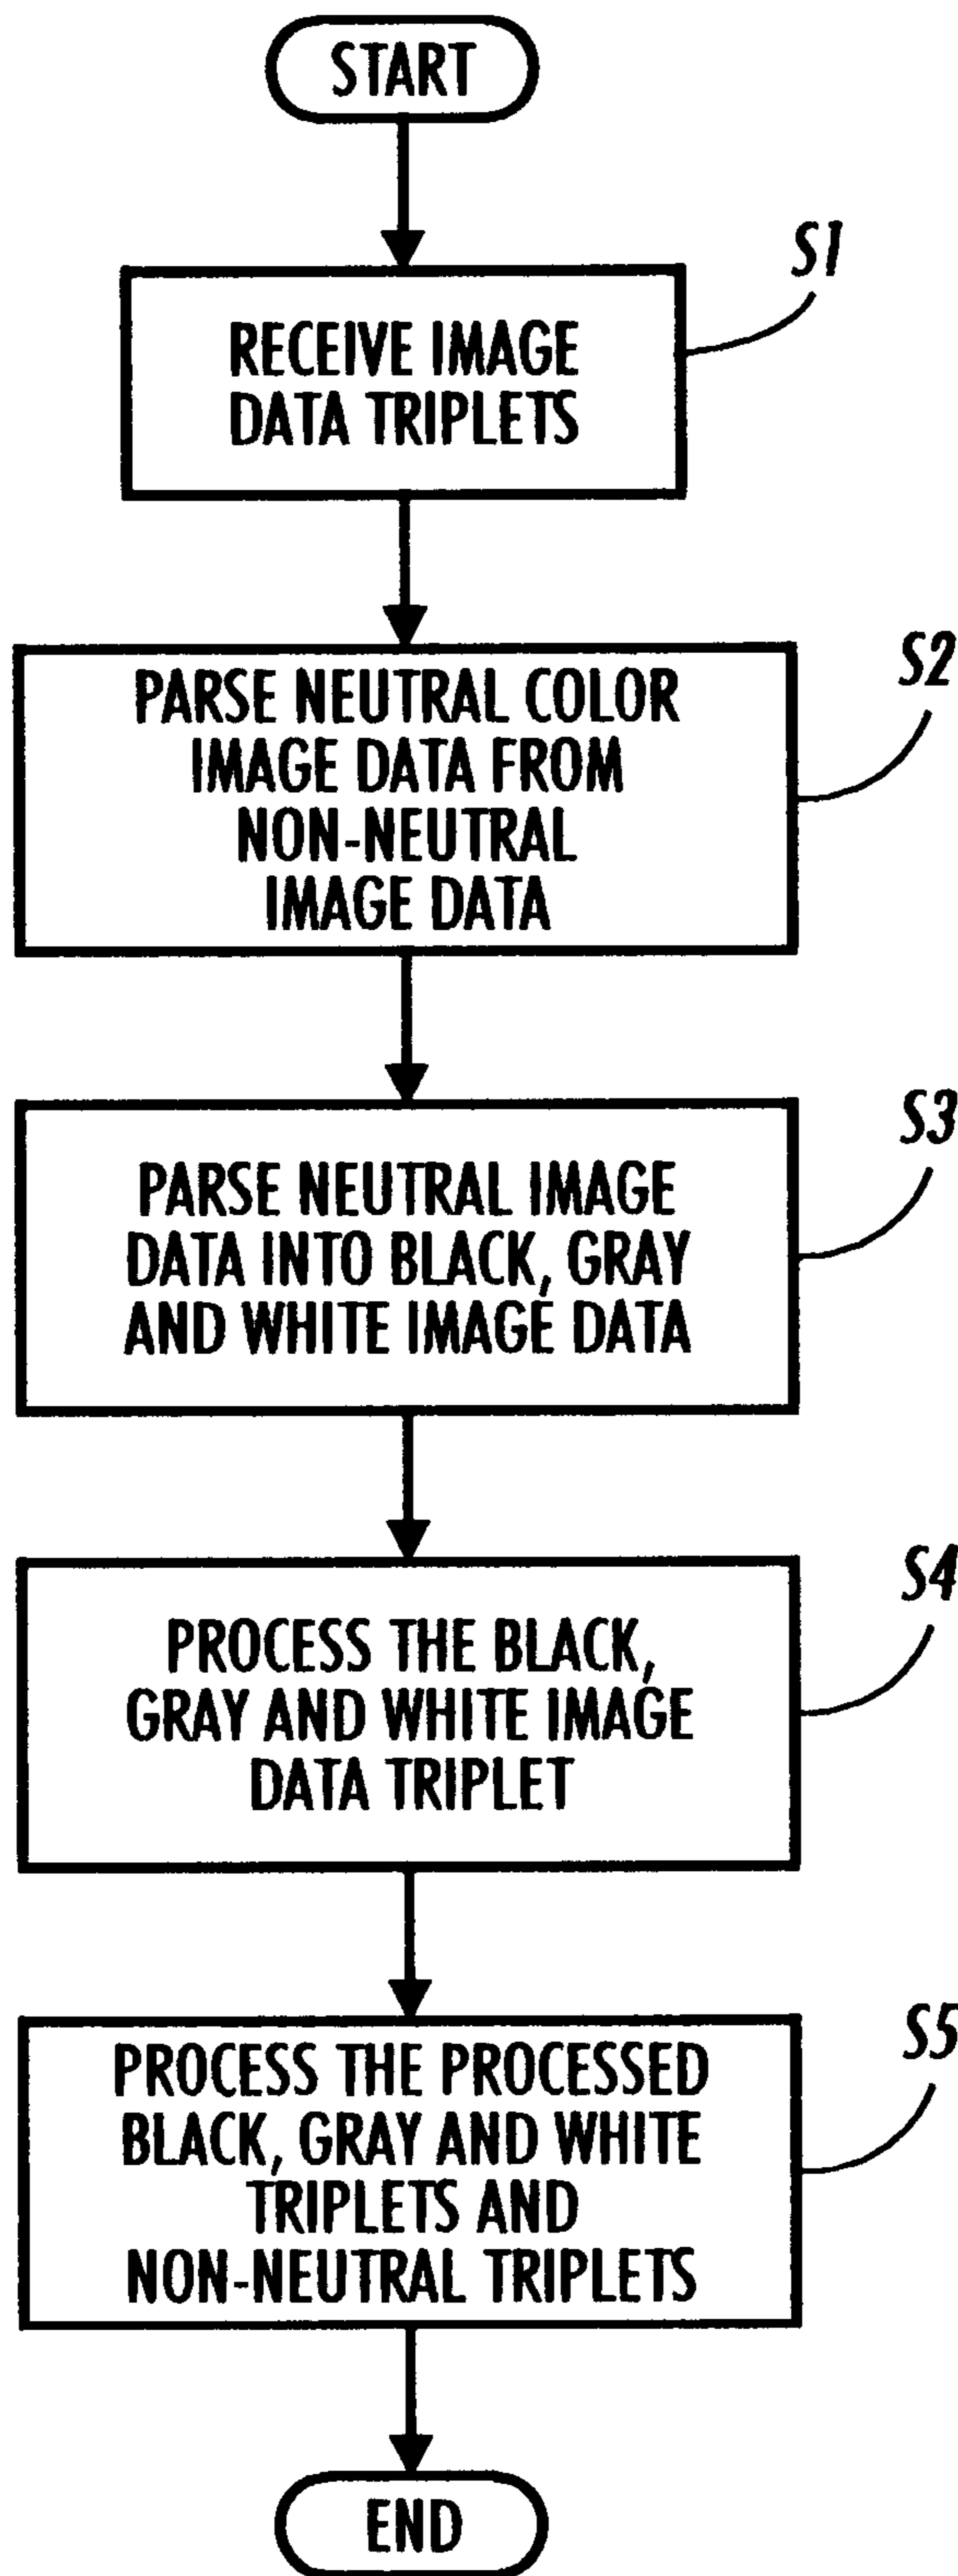 START
S1
RECEIVE IMAGE
DATA TRIPLETS
S2
PARSE NEUTRAL COLOR
IMAGE DATA FROM
NON-NEUTRAL
IMAGE DATA
S3
PARSE NEUTRAL IMAGE
DATA INTO BLACK, GRAY
AND WHITE IMAGE DATA
S4
PROCESS THE BLACK,
GRAY AND WHITE IMAGE
DATA TRIPLET
S5
PROCESS THE PROCESSED
BLACK, GRAY AND WHITE
TRIPLETS AND
NON-NEUTRAL TRIPLETS
END